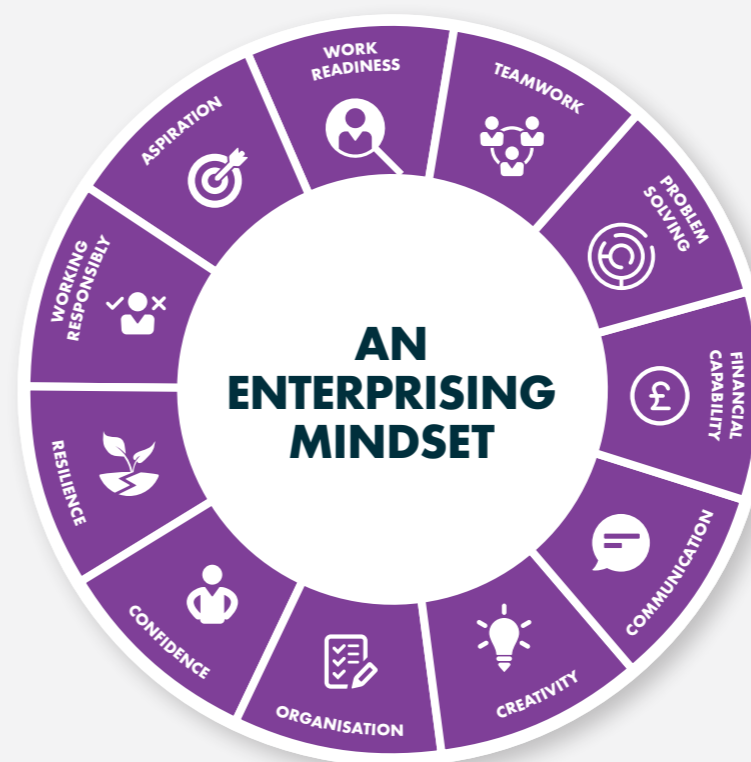 WORK
READINESS
TEAMWORK
PROBLEM
SOLVING
FINANCIAL
CAPABILITY
£
COMMUNICATION
CREATIVITY
ORGANISATION
CONFIDENCE
RESILIENCE
WORKING
RESPONSIBLY
ASPIRATION
AN
ENTERPRISING
MINDSET